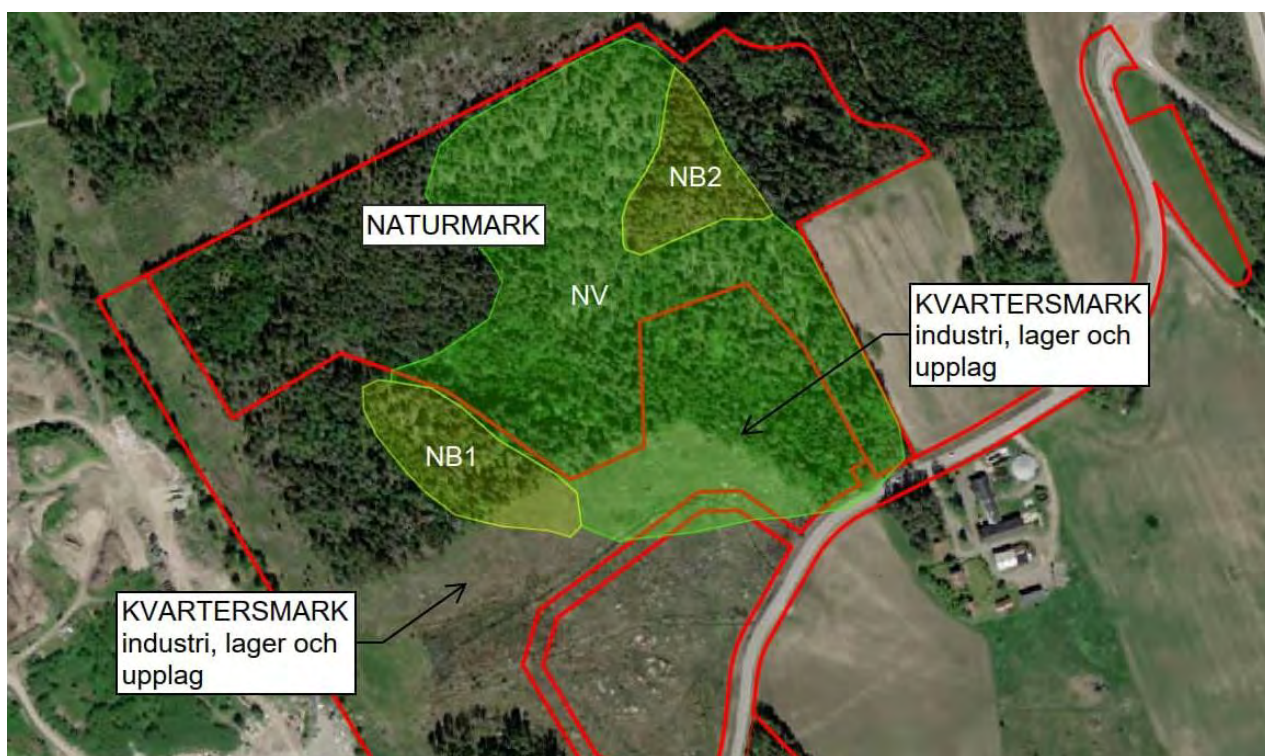 NB2
NATURMARK
NV
KVARTERSMARK
industri, lager och
upplag
NB1
KVARTERSMARK
industri, lager och
upplag